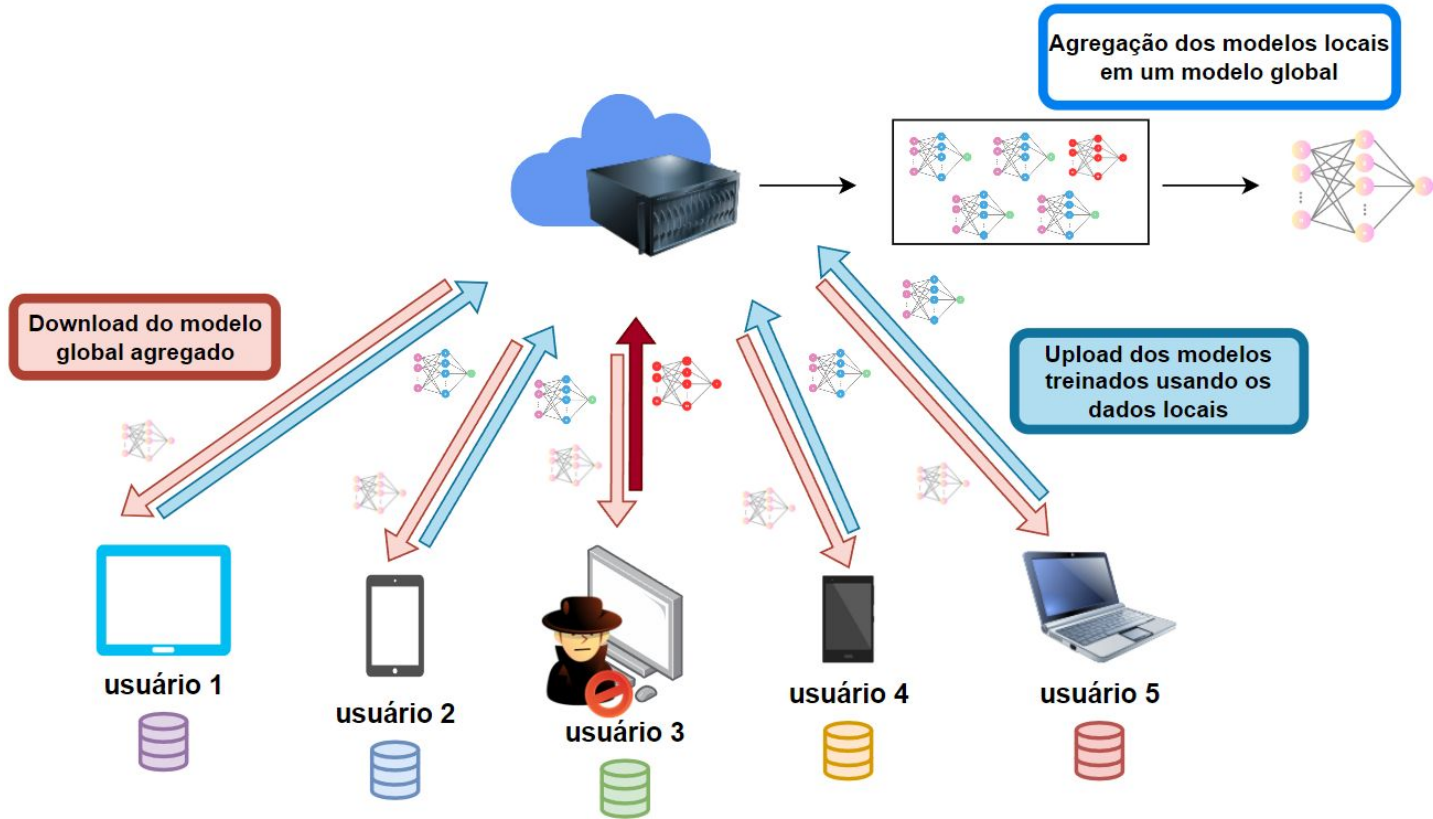 Agregação dos modelos locais
em um modelo global
Download do modelo
global agregado
Upload dos modelos
treinados usando os
dados locais
usuário 1
usuário 2
usuário 3
usuário 4
usuário 5